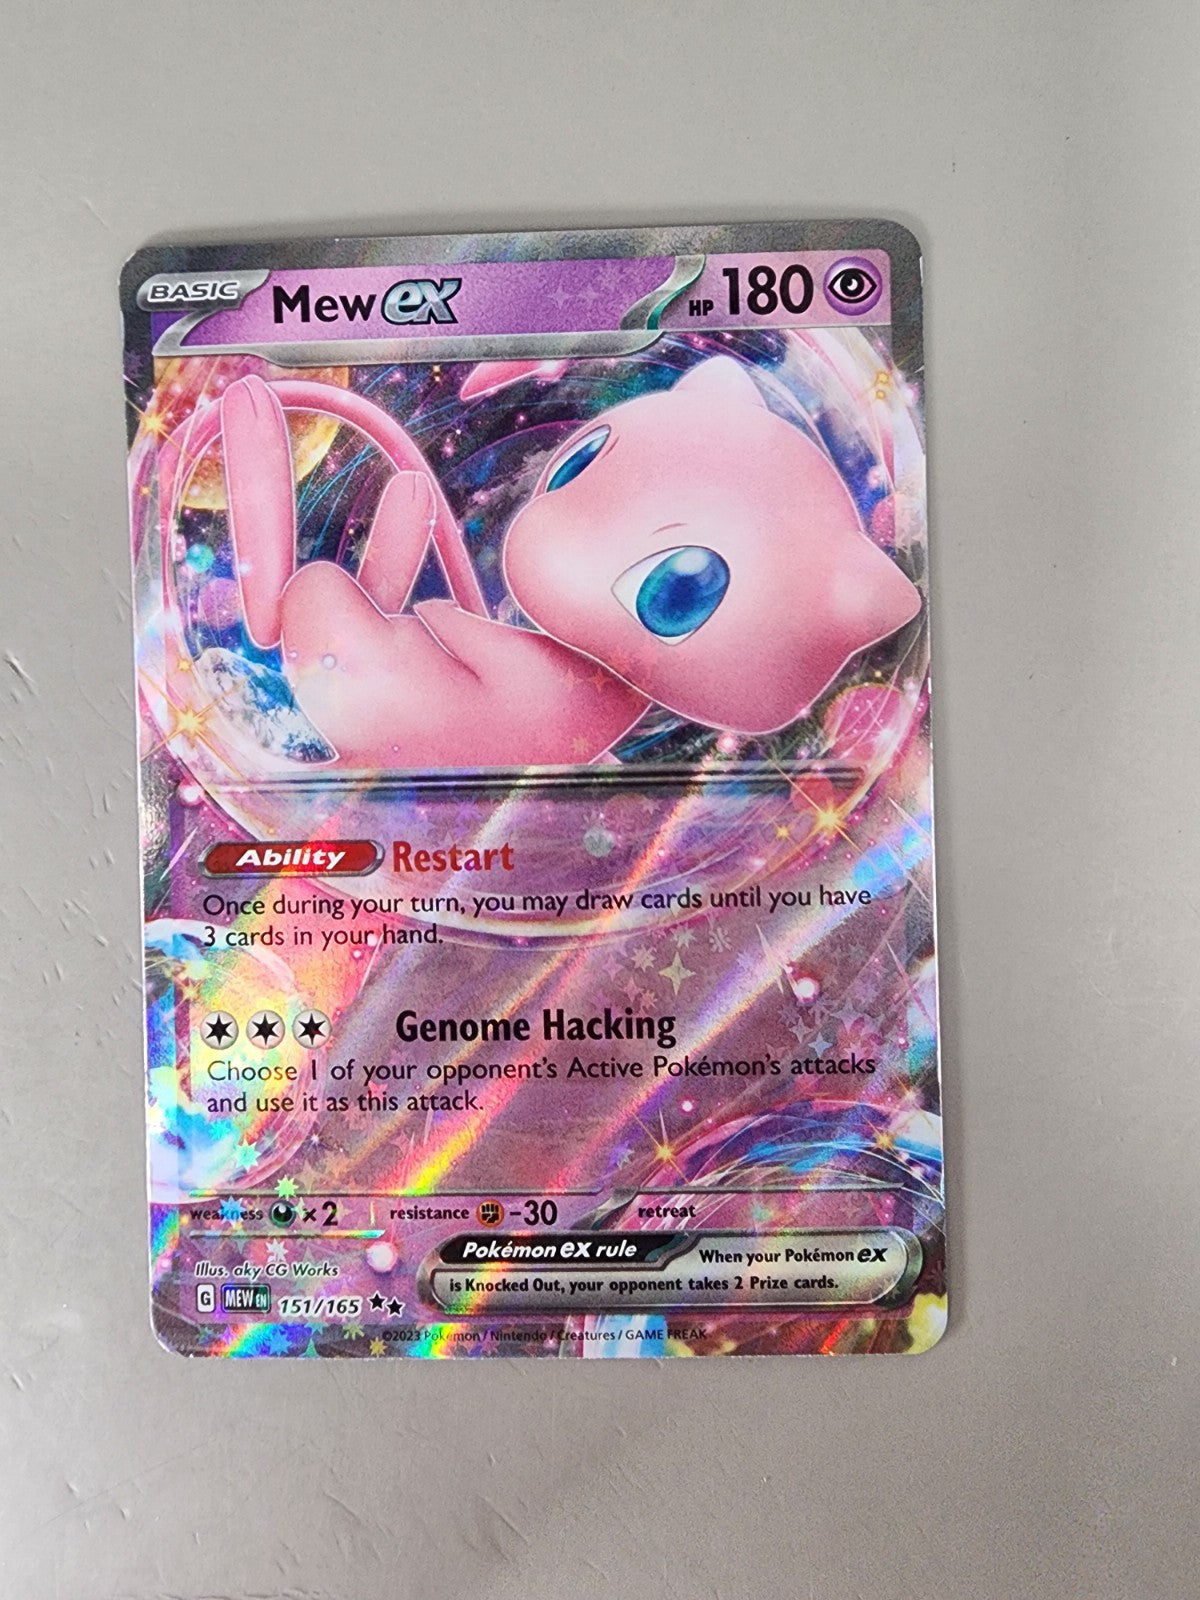 BASIC Mew ex HP 180
Ability Restart
Once during your turn, you may draw cards until you have
3 cards in your hand.
Genome Hacking
Choose 1 of your opponent's Active Pokémon's attacks
and use it as this attack.
weakness ×2 resistance -30 retreat
Pokémon ex rule When your Pokémon ex
is Knocked Out, your opponent takes 2 Prize cards.
Illus. aky CG Works
G MEW EN 151/165
©2023 Pokémon / Nintendo / Creatures / GAME FREAK